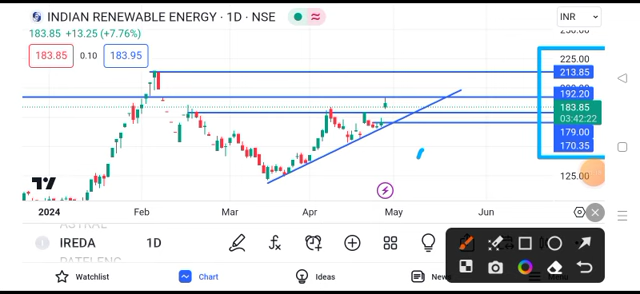 INDIAN RENEWABLE ENERGY · 1D · NSE
INR
183.85 +13.25 (+7.76%)
183.85 0.10 183.95
225.00
213.85
192.20
183.85
03:42:22
179.00
170.35
125.00
2024 Feb Mar Apr May Jun
IREDA 1D
Watchlist Chart Ideas News Menu